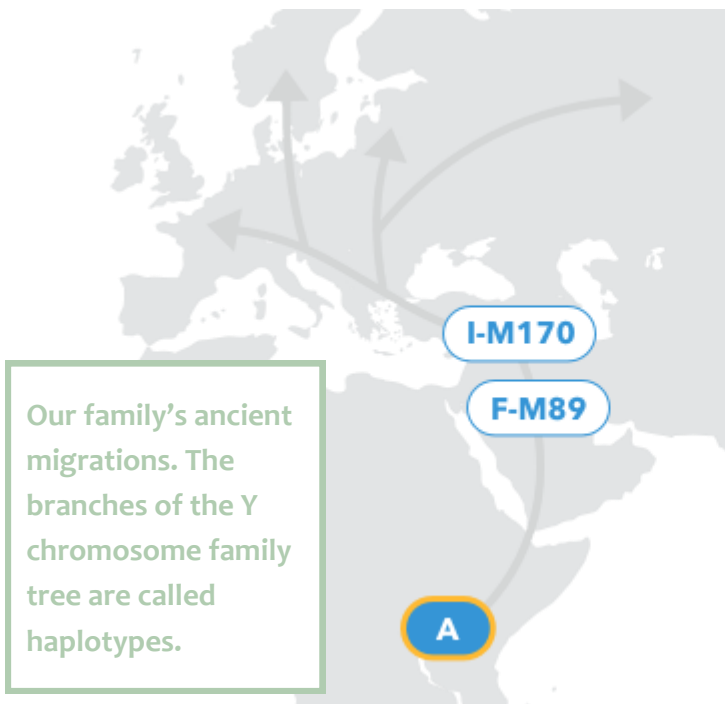 I-M170
F-M89
Our family’s ancient
migrations. The
branches of the Y
chromosome family
tree are called
haplotypes.
A